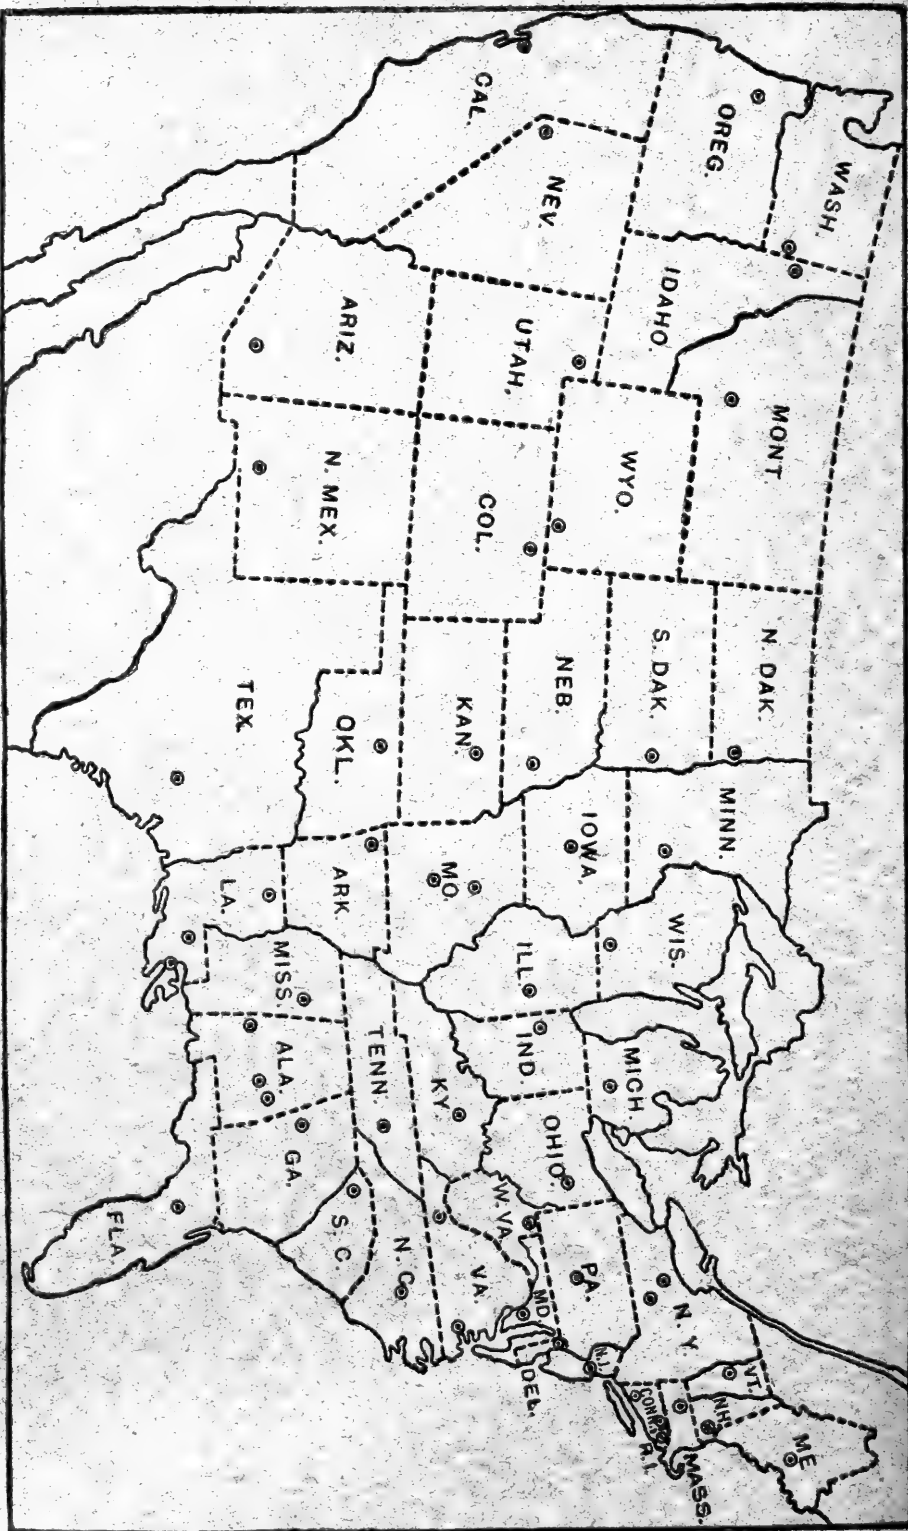 WASH.
OREG.
CAL.
NEV.
IDAHO.
MONT
UTAH,
ARIZ.
WYO.
COL.
N. MEX.
N. DAK.
S. DAK.
NEB.
KAN.
OKL.
TEX.
MINN.
IOWA.
MO.
ARK
LA.
WIS.
ILL.
MISS.
MICH.
IND.
KY
TENN.
ALA.
OHIO
GA.
FLA.
W.VA.
VA.
N. C.
S. C.
PA.
MD
DEL.
N.J.
N. Y.
VT.
NH.
ME
MASS.
CONN.
R.I.